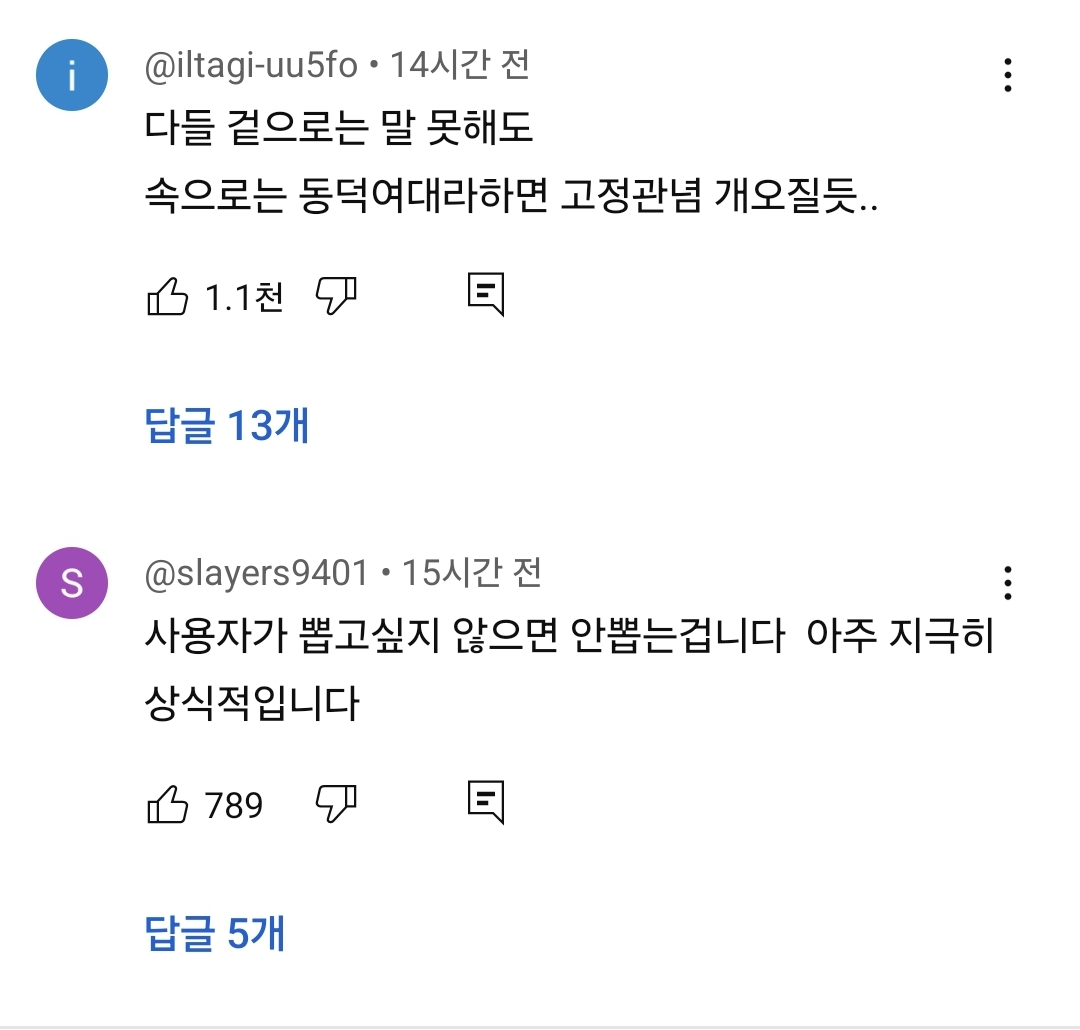 i
@iltagi-uu5fo • 14시간 전
다들 겉으로는 말 못해도
속으로는 동덕여대라하면 고정관념 개오질듯..
1.1천
답글 13개
S
@slayers9401 • 15시간 전
사용자가 뽑고싶지 않으면 안뽑는겁니다  아주 지극히
상식적입니다
789
답글 5개